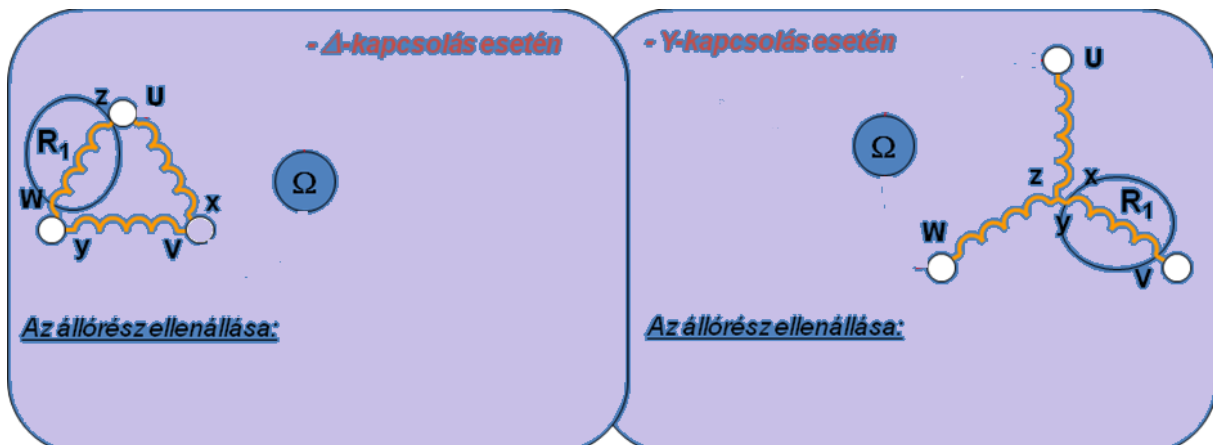 - Δ-kapcsolás esetén
z U
R1
Ω
W
x
y v
Az állórész ellenállása:
- Y-kapcsolás esetén
U
Ω
z x
R1
W
y
V
Az állórész ellenállása: